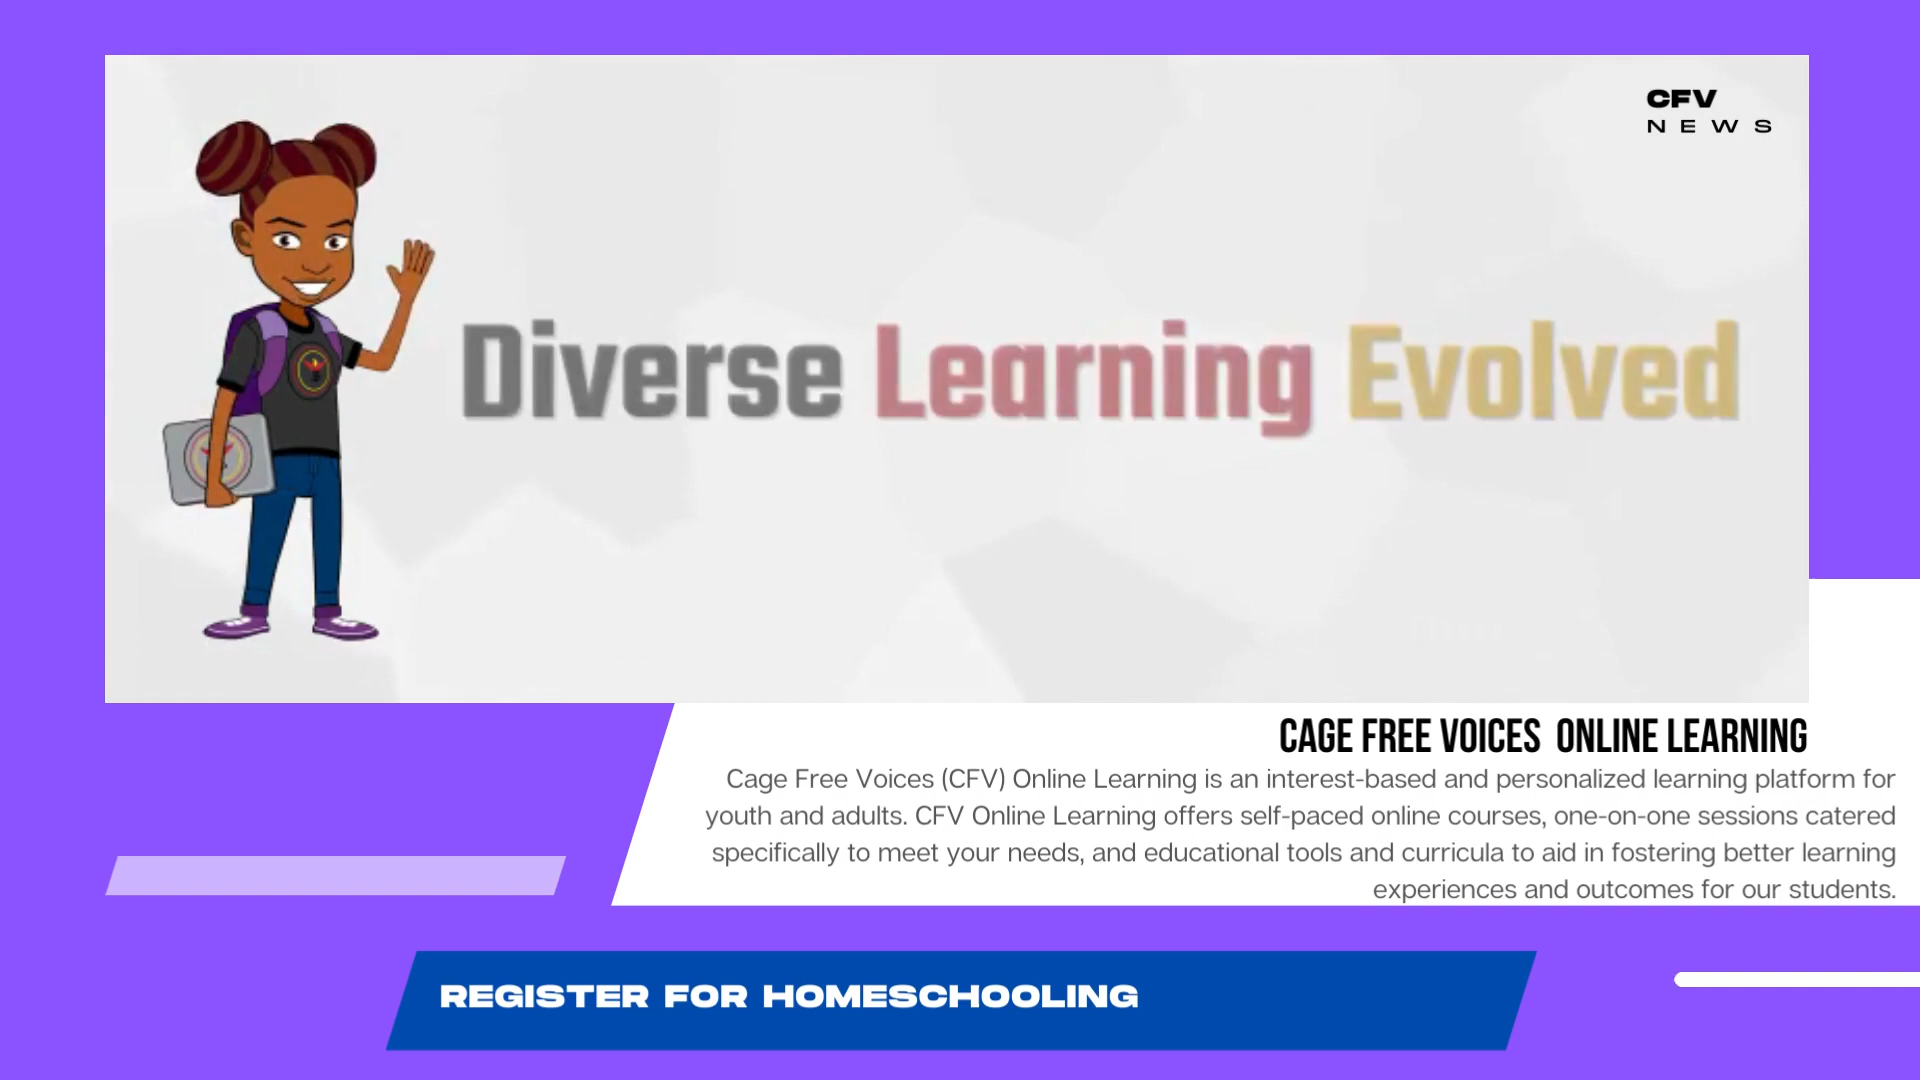 CFV
NEWS
Diverse Learning Evolved
CAGE FREE VOICES ONLINE LEARNING
Cage Free Voices (CFV) Online Learning is an interest-based and personalized learning platform for
youth and adults. CFV Online Learning offers self-paced online courses, one-on-one sessions catered
specifically to meet your needs, and educational tools and curricula to aid in fostering better learning
experiences and outcomes for our students.
REGISTER FOR HOMESCHOOLING